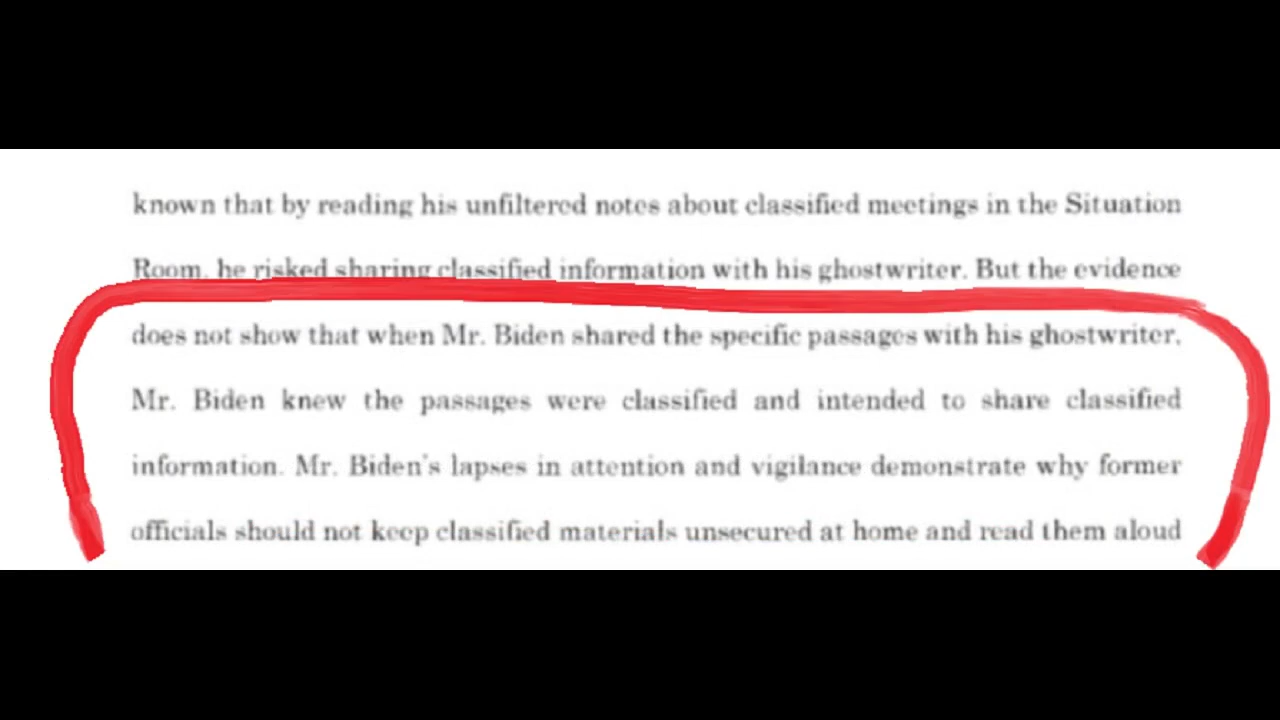 known that by reading his unfiltered notes about classified meetings in the Situation
Room, he risked sharing classified information with his ghostwriter. But the evidence
does not show that when Mr. Biden shared the specific passages with his ghostwriter,
Mr. Biden knew the passages were classified and intended to share classified
information. Mr. Biden's lapses in attention and vigilance demonstrate why former
officials should not keep classified materials unsecured at home and read them aloud